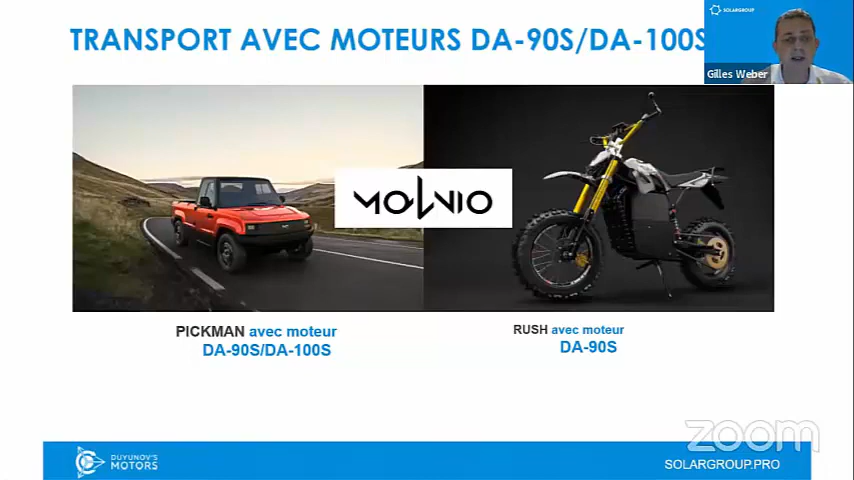 TRANSPORT AVEC MOTEURS DA-90S/DA-100S
SOLARGROUP
Gilles Weber
MOLNIO
PICKMAN avec moteur
DA-90S/DA-100S
RUSH avec moteur
DA-90S
zoom
DUYUNOV'S
MOTORS
SOLARGROUP.PRO